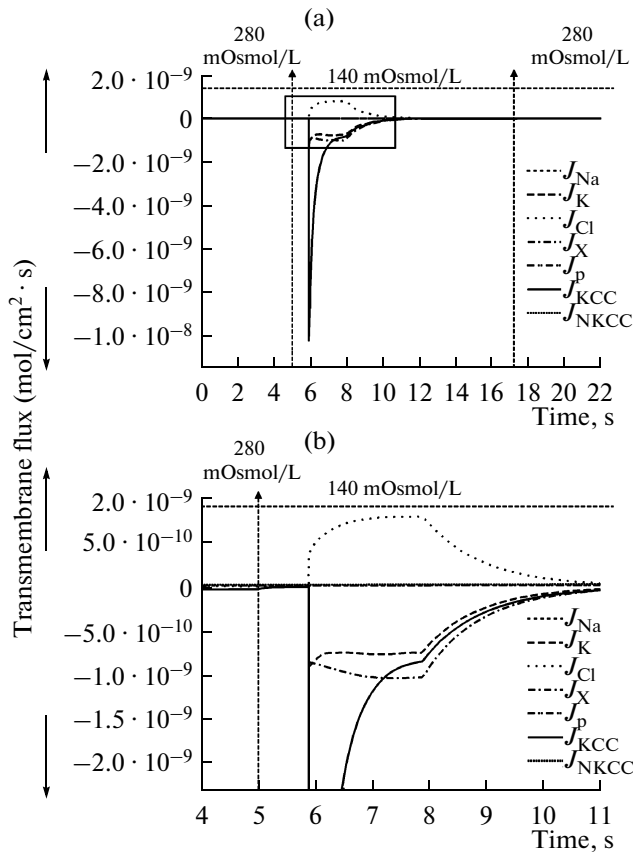 (a)
280
mOsmol/L
140 mOsmol/L
280
mOsmol/L
2.0 · 10⁻⁹
0
−2.0 · 10⁻⁹
−4.0 · 10⁻⁹
−6.0 · 10⁻⁹
−8.0 · 10⁻⁹
−9.0 · 10⁻⁹
−1.0 · 10⁻⁸
J_Na
J_K
J_Cl
J_X
J_p
J_KCC
J_NKCC
0 2 4 6 8 10 12 14 16 18 20 22
Time, s
Transmembrane flux (mol/cm² · s)
(b)
280
mOsmol/L
140 mOsmol/L
2.0 · 10⁻⁹
5.0 · 10⁻¹⁰
0
−5.0 · 10⁻¹⁰
−1.0 · 10⁻⁹
−1.5 · 10⁻⁹
−2.0 · 10⁻⁹
J_Na
J_K
J_Cl
J_X
J_p
J_KCC
J_NKCC
4 5 6 7 8 9 10 11
Time, s